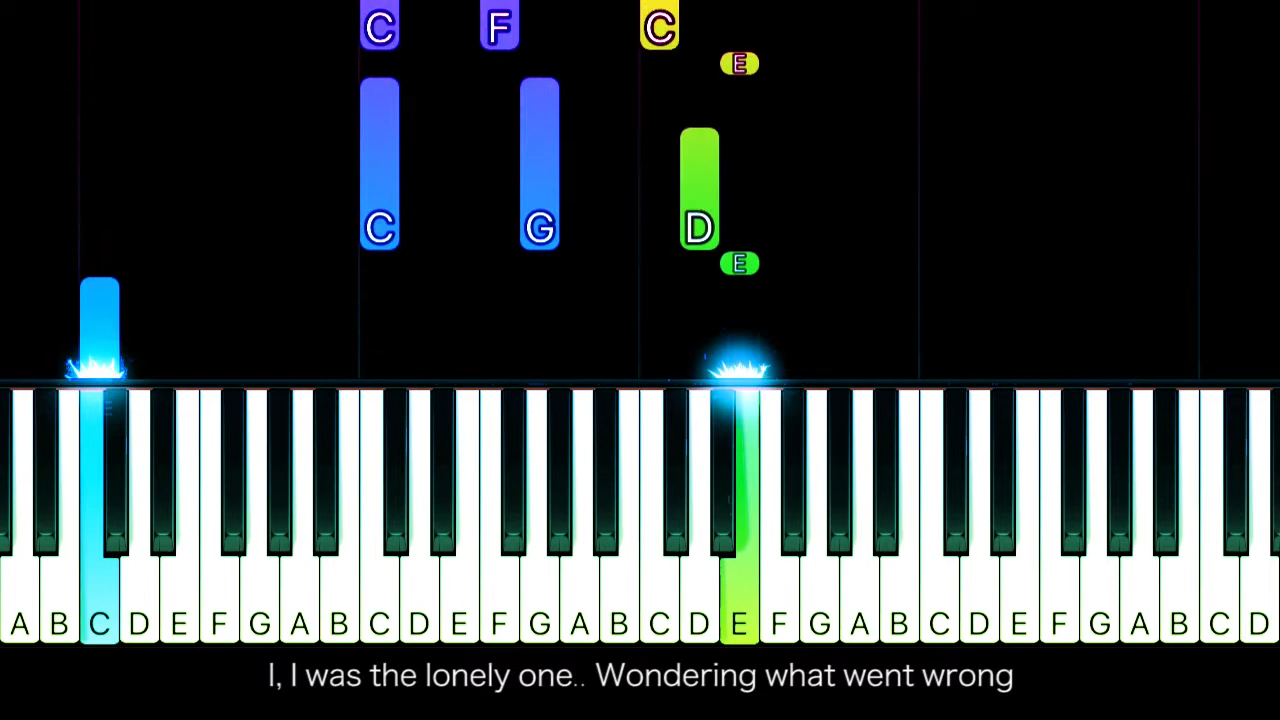 C F C
E
C G D
E
A B C D E F G A B C D E F G A B C D E F G A B C D E F G A B C D
I, I was the lonely one.. Wondering what went wrong